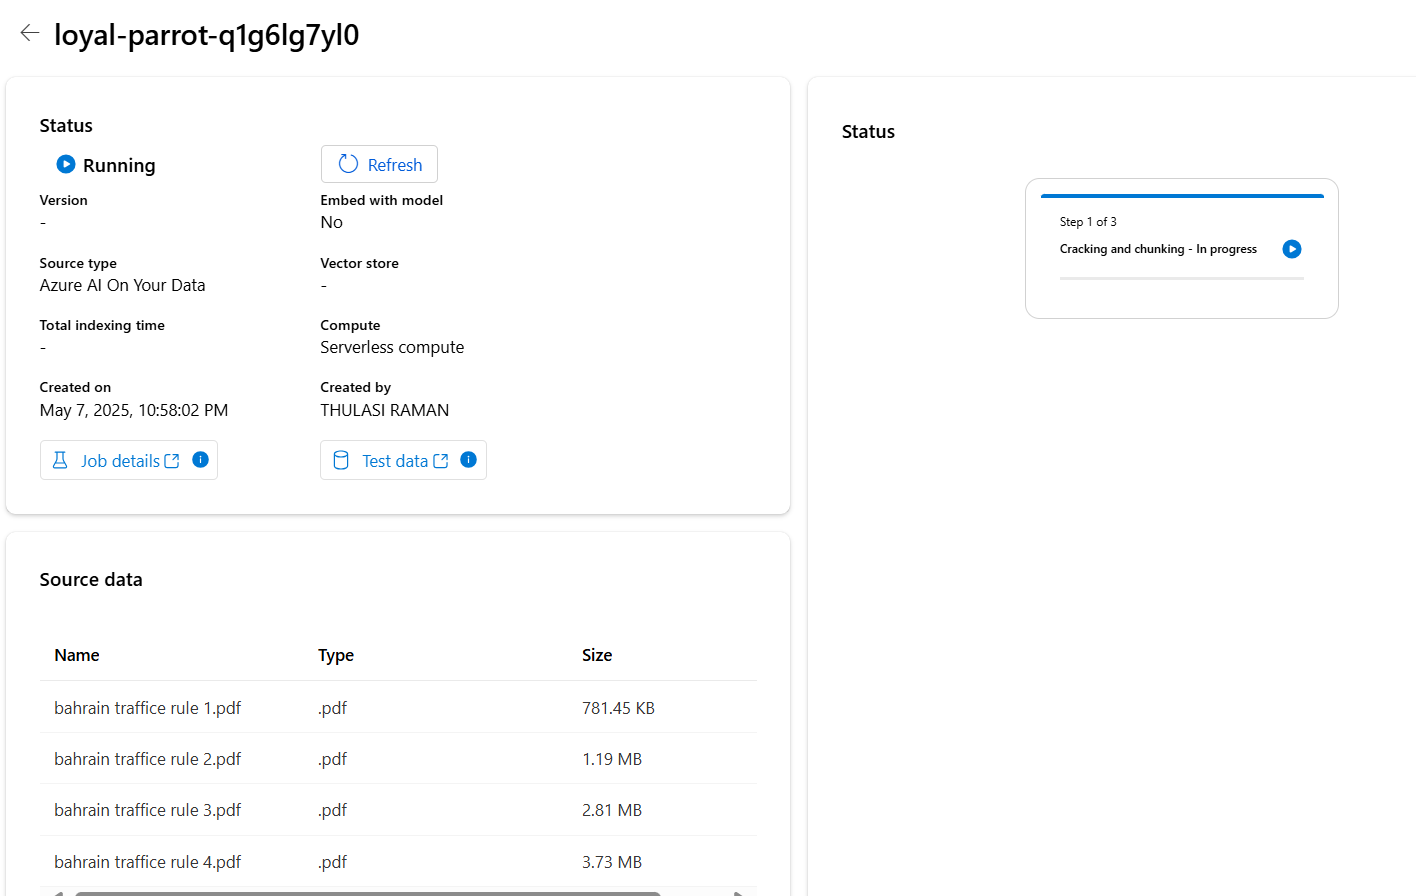 loyal-parrot-q1g6lg7yl0
Status
Running
Refresh
Version
-
Embed with model
No
Source type
Azure AI On Your Data
Vector store
-
Total indexing time
-
Compute
Serverless compute
Created on
May 7, 2025, 10:58:02 PM
Created by
THULASI RAMAN
Job details
Test data
Source data
Name Type Size
bahrain traffice rule 1.pdf .pdf 781.45 KB
bahrain traffice rule 2.pdf .pdf 1.19 MB
bahrain traffice rule 3.pdf .pdf 2.81 MB
bahrain traffice rule 4.pdf .pdf 3.73 MB
Status
Step 1 of 3
Cracking and chunking - In progress